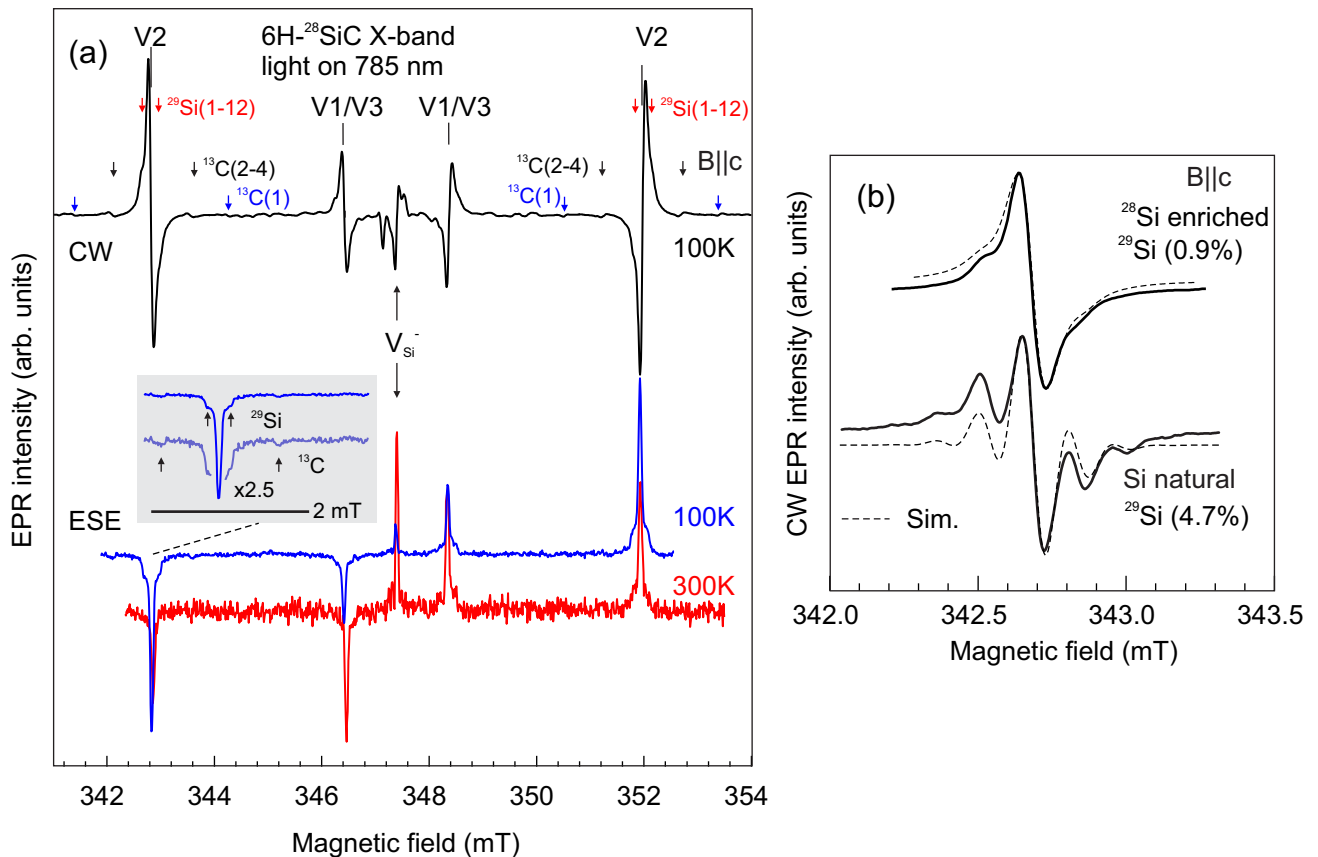 (a)
V2
6H-²⁸SiC X-band
light on 785 nm
V2
²⁹Si(1-12)
V1/V3
V1/V3
²⁹Si(1-12)
¹³C(2-4)
¹³C(1)
¹³C(2-4)
¹³C(1)
B||c
CW
100K
V_Si⁻
²⁹Si
¹³C
x2.5
2 mT
ESE
100K
300K
EPR intensity (arb. units)
342 344 346 348 350 352 354
Magnetic field (mT)
(b)
B||c
²⁸Si enriched
²⁹Si (0.9%)
Si natural
²⁹Si (4.7%)
Sim.
CW EPR intensity (arb. units)
342.0 342.5 343.0 343.5
Magnetic field (mT)